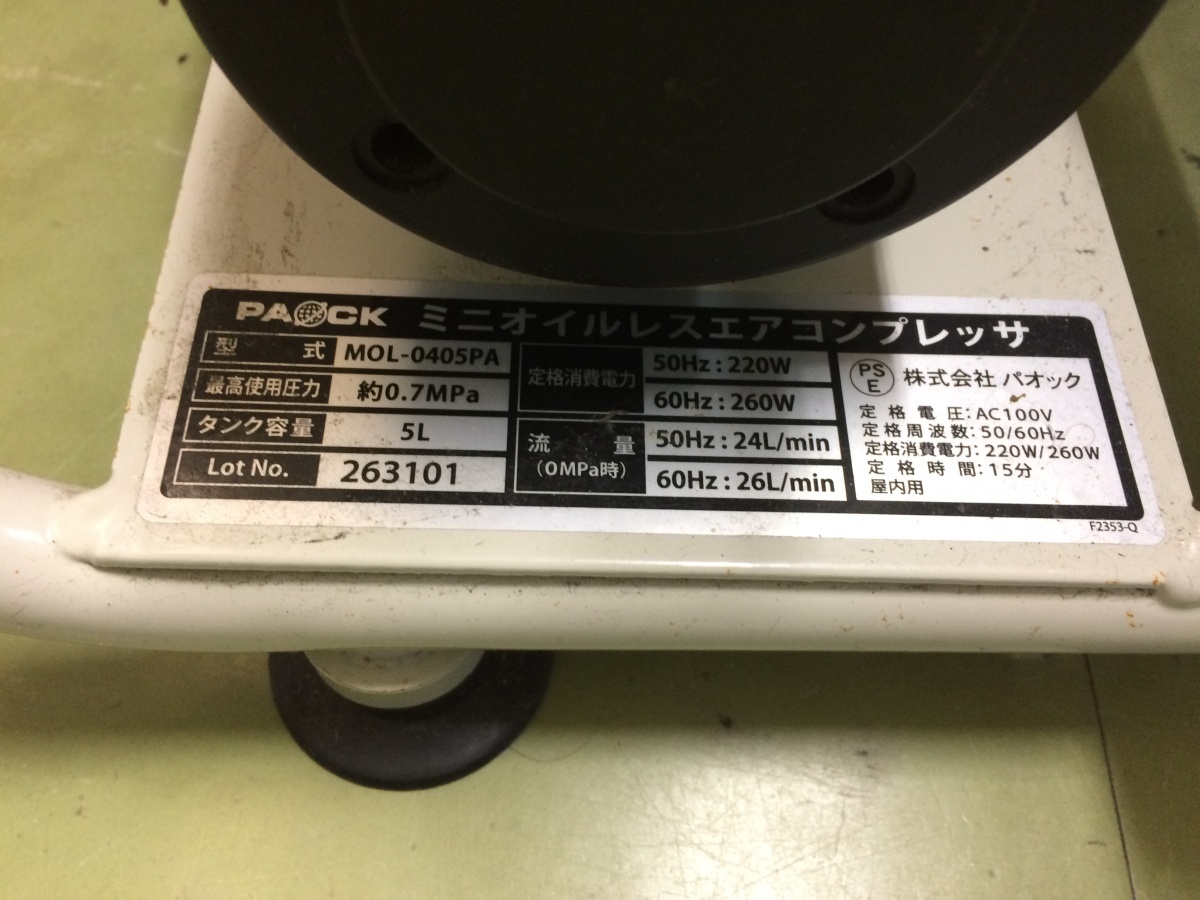 PAOCK ミニオイルレスエアコンプレッサ
型式 MOL-0405PA
最高使用圧力 約0.7MPa
タンク容量 5L
Lot No. 263101
定格消費電力 50Hz : 220W
60Hz : 260W
流量 50Hz : 24L/min
(0MPa時) 60Hz : 26L/min
PSE 株式会社 パオック
定格電圧:AC100V
定格周波数:50/60Hz
定格消費電力:220W/260W
定格時間:15分
屋内用
F2353-Q